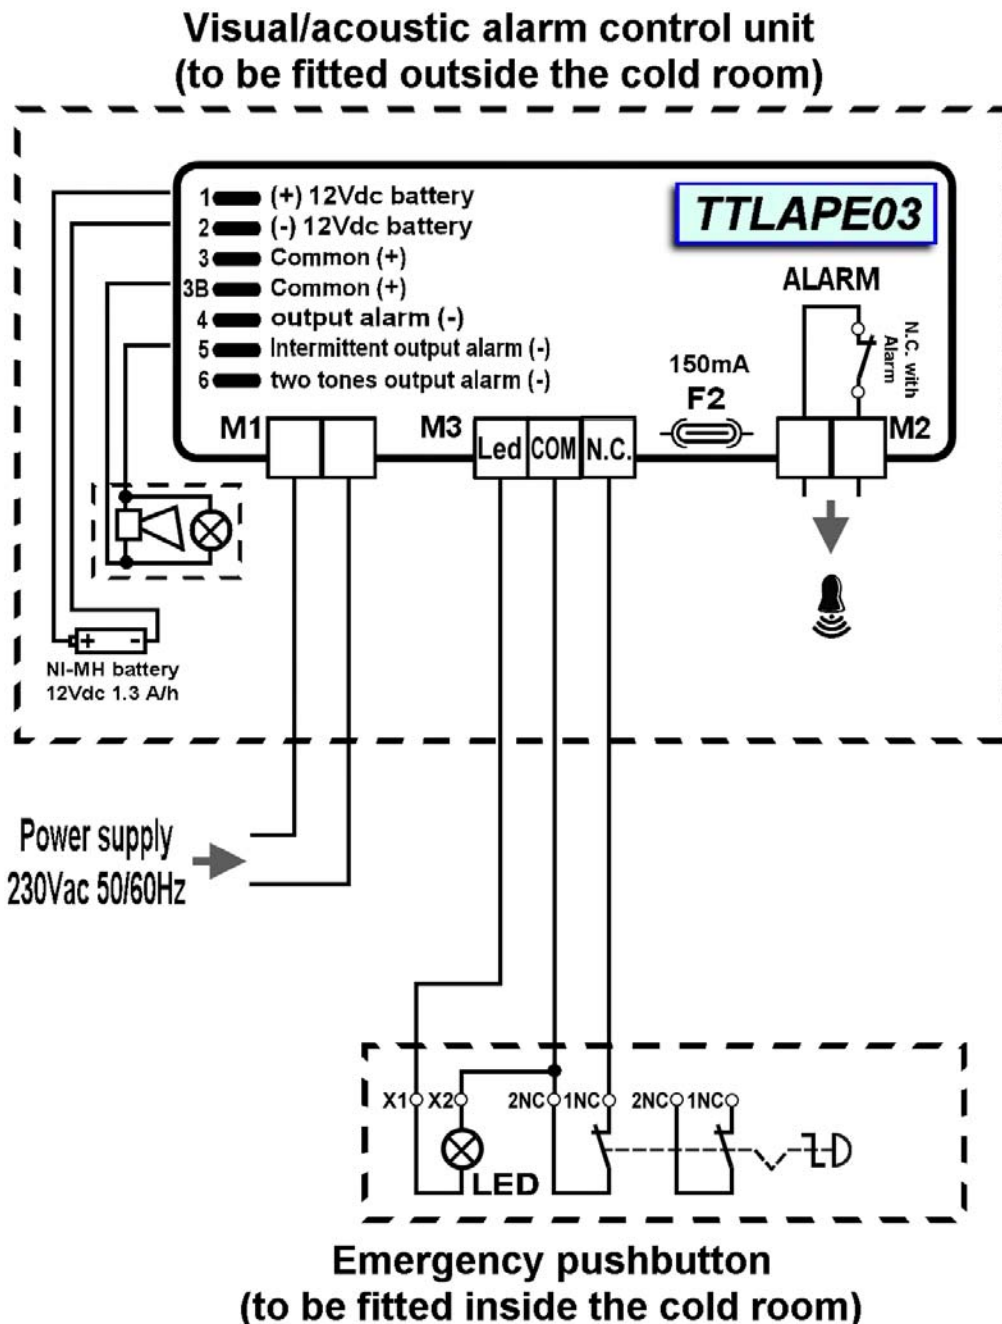 Visual/acoustic alarm control unit
(to be fitted outside the cold room)
TTLAPE03
1 (+) 12Vdc battery
2 (-) 12Vdc battery
3 Common (+)
3B Common (+)
4 output alarm (-)
5 Intermittent output alarm (-)
6 two tones output alarm (-)
ALARM
N.C. with
Alarm
150mA
F2
M1
M3
Led COM N.C.
M2
+ -
NI-MH battery
12Vdc 1.3 A/h
Power supply
230Vac 50/60Hz
X1 X2 2NC 1NC 2NC 1NC
LED
Emergency pushbutton
(to be fitted inside the cold room)